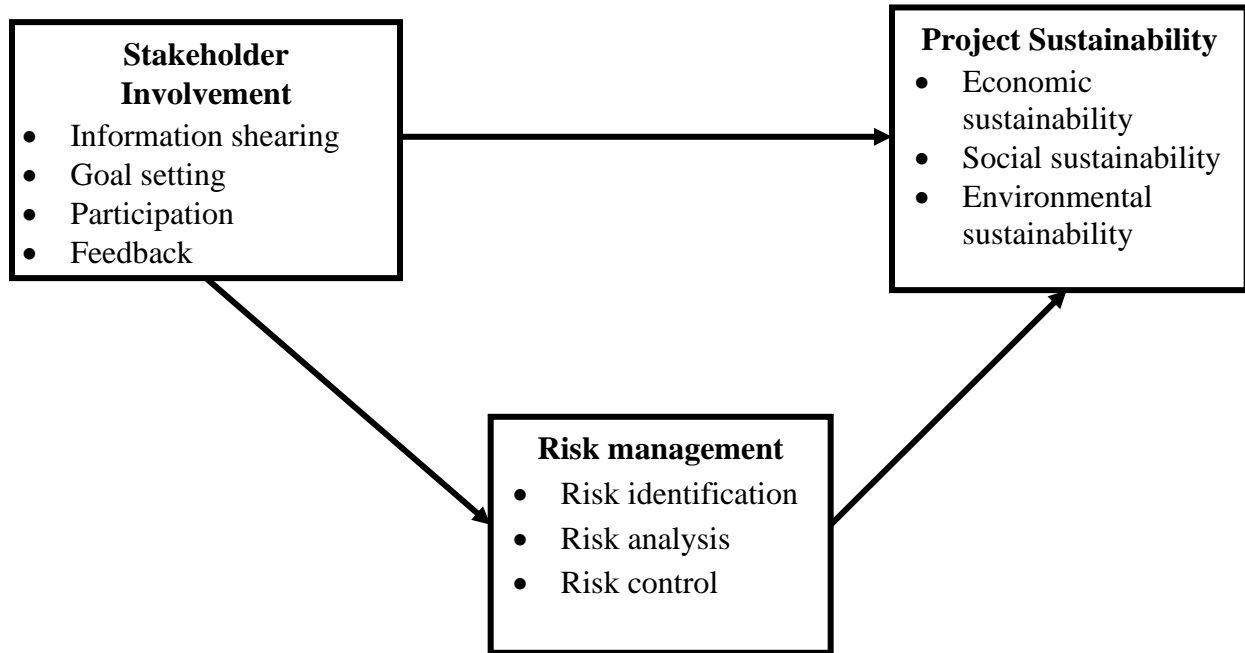 Stakeholder
Involvement
• Information shearing
• Goal setting
• Participation
• Feedback
Project Sustainability
• Economic
sustainability
• Social sustainability
• Environmental
sustainability
Risk management
• Risk identification
• Risk analysis
• Risk control